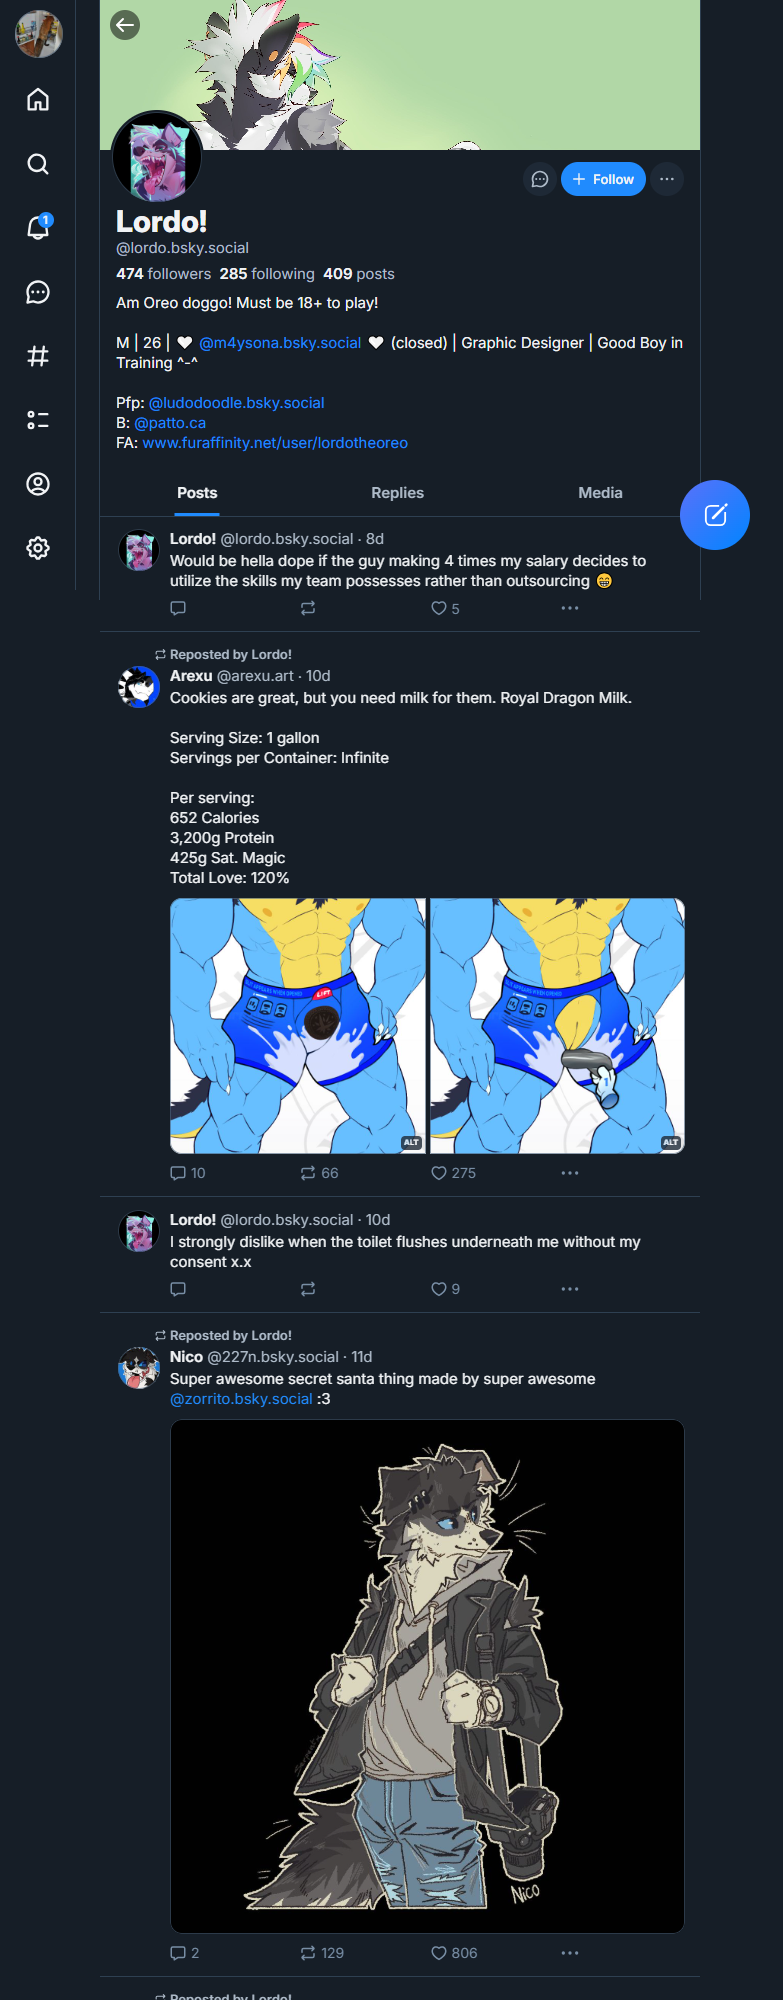 1
+ Follow
Lordo!
@lordo.bsky.social
474 followers 285 following 409 posts
Am Oreo doggo! Must be 18+ to play!
M | 26 | 🤍 @m4ysona.bsky.social 🤍 (closed) | Graphic Designer | Good Boy in
Training ^-^
Pfp: @ludodoodle.bsky.social
B: @patto.ca
FA: www.furaffinity.net/user/lordotheoreo
Posts Replies Media
Lordo! @lordo.bsky.social · 8d
Would be hella dope if the guy making 4 times my salary decides to
utilize the skills my team possesses rather than outsourcing 😁
5
Reposted by Lordo!
Arexu @arexu.art · 10d
Cookies are great, but you need milk for them. Royal Dragon Milk.
Serving Size: 1 gallon
Servings per Container: Infinite
Per serving:
652 Calories
3,200g Protein
425g Sat. Magic
Total Love: 120%
LIFT
1
ALT
ALT
10 66 275
Lordo! @lordo.bsky.social · 10d
I strongly dislike when the toilet flushes underneath me without my
consent x.x
9
Reposted by Lordo!
Nico @227n.bsky.social · 11d
Super awesome secret santa thing made by super awesome
@zorrito.bsky.social :3
Nico
2 129 806
Reposted by Lordo!